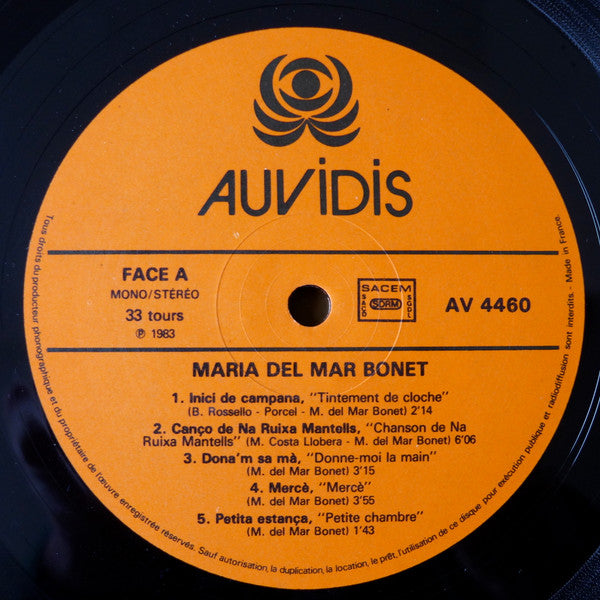 AUVIDIS
FACE A
MONO/STÉRÉO
33 tours
℗ 1983
SACEM
SACD
SDRM
SGDL
AV 4460
MARIA DEL MAR BONET
1. Inici de campana, "Tintement de cloche"
(B. Rossello - Porcel - M. del Mar Bonet) 2'14
2. Canço de Na Ruixa Mantells, "Chanson de Na
Ruixa Mantells" (M. Costa Llobera - M. del Mar Bonet) 6'06
3. Dona'm sa mà, "Donne-moi la main"
(M. del Mar Bonet) 3'15
4. Mercè, "Mercè"
(M. del Mar Bonet) 3'55
5. Petita estança, "Petite chambre"
(M. del Mar Bonet) 1'43
Tous droits du producteur phonographique et du propriétaire de l'œuvre enregistrée réservés. Sauf autorisation, la duplication, la location, le prêt, l'utilisation de ce disque pour exécution publique et radiodiffusion sont interdits. - Made in France.